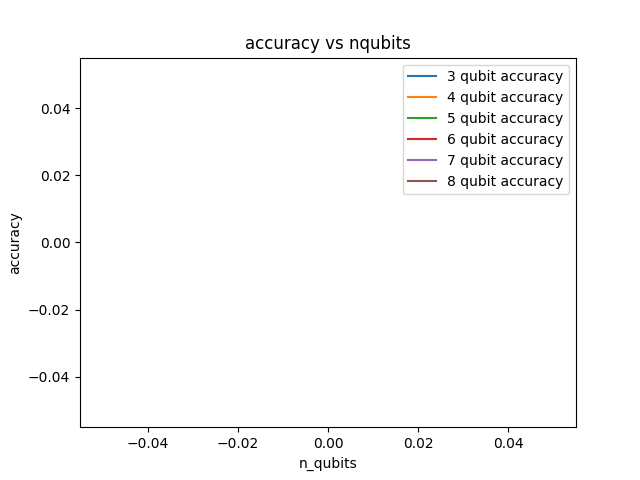 accuracy vs nqubits
3 qubit accuracy
4 qubit accuracy
5 qubit accuracy
6 qubit accuracy
7 qubit accuracy
8 qubit accuracy
accuracy
0.04
0.02
0.00
−0.02
−0.04
−0.04 −0.02 0.00 0.02 0.04
n_qubits